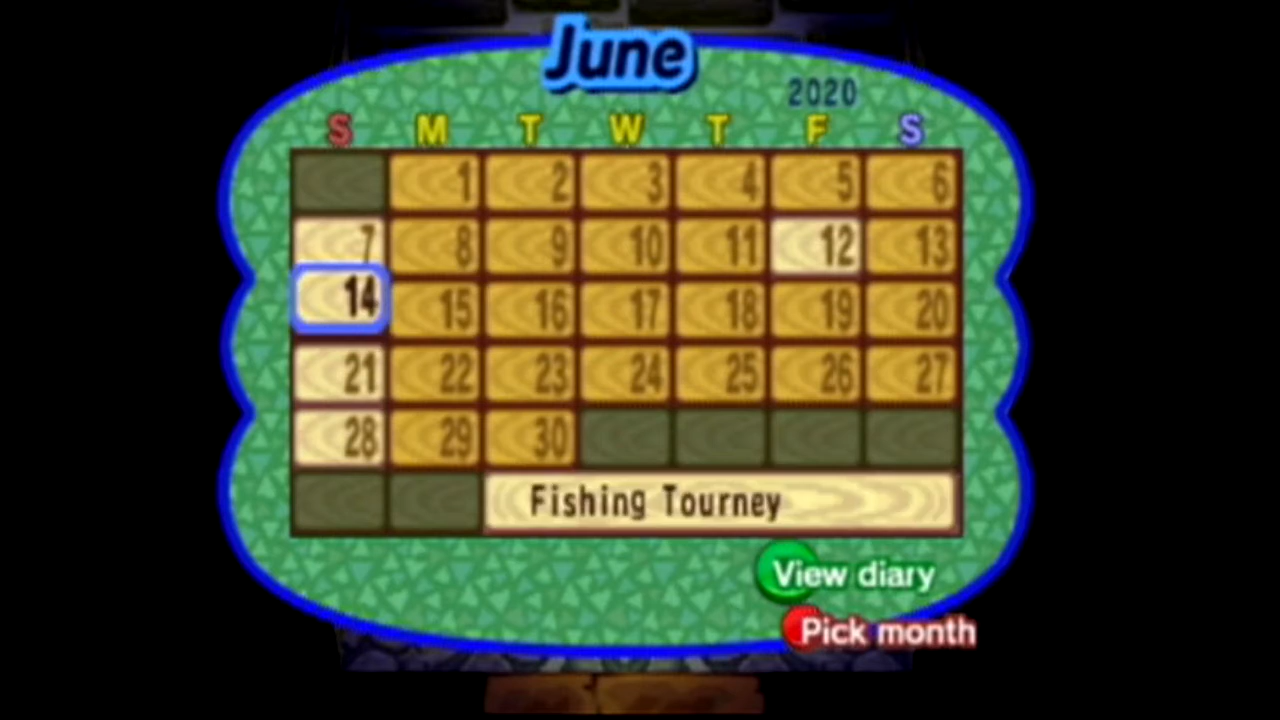 June
2020
S M T W T F S
1 2 3 4 5 6
7 8 9 10 11 12 13
14 15 16 17 18 19 20
21 22 23 24 25 26 27
28 29 30
Fishing Tourney
View diary
Pick month